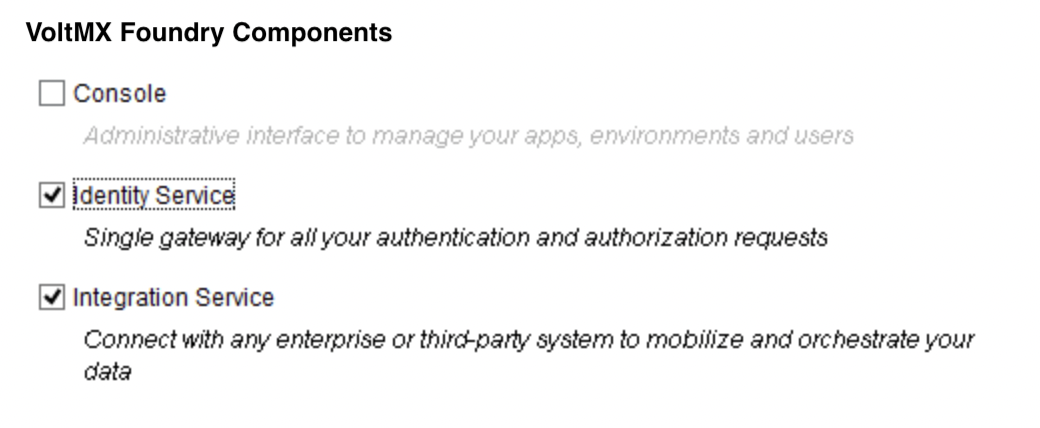 VoltMX Foundry Components
Console
Administrative interface to manage your apps, environments and users
Identity Service
Single gateway for all your authentication and authorization requests
Integration Service
Connect with any enterprise or third-party system to mobilize and orchestrate your
data